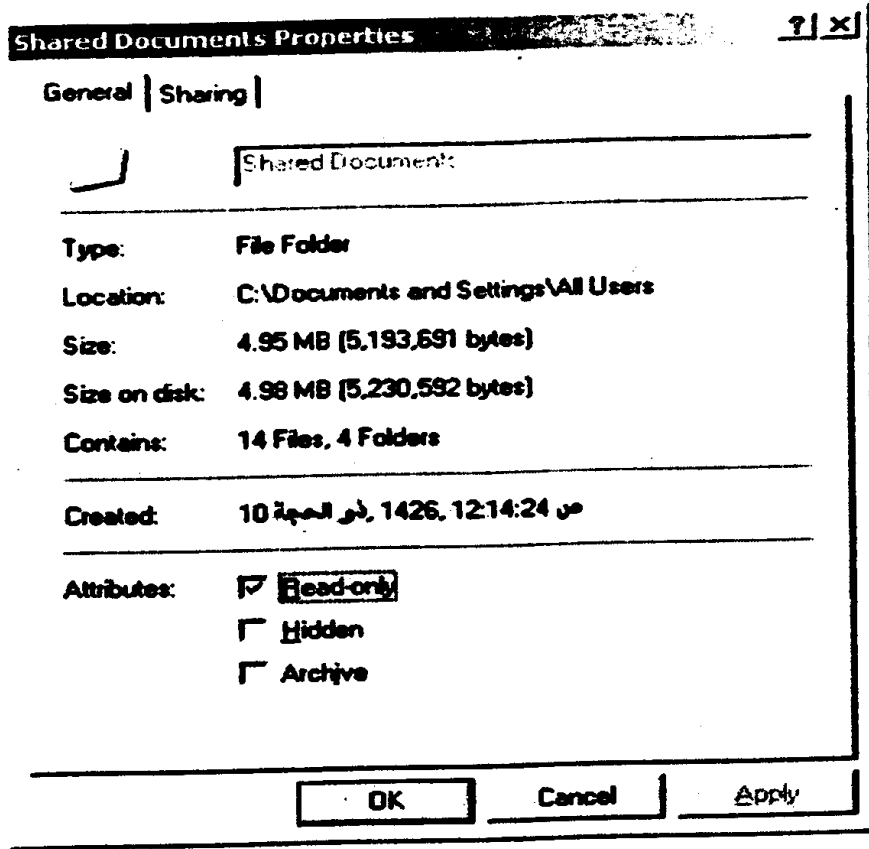 Shared Documents Properties ? ×
General Sharing
Shared Documents
Type: File Folder
Location: C:\Documents and Settings\All Users
Size: 4.95 MB (5,193,691 bytes)
Size on disk: 4.98 MB (5,230,592 bytes)
Contains: 14 Files, 4 Folders
Created: 10 ذو الحجة, 1426, 12:14:24 ص
Attributes: Read-only
Hidden
Archive
OK Cancel Apply